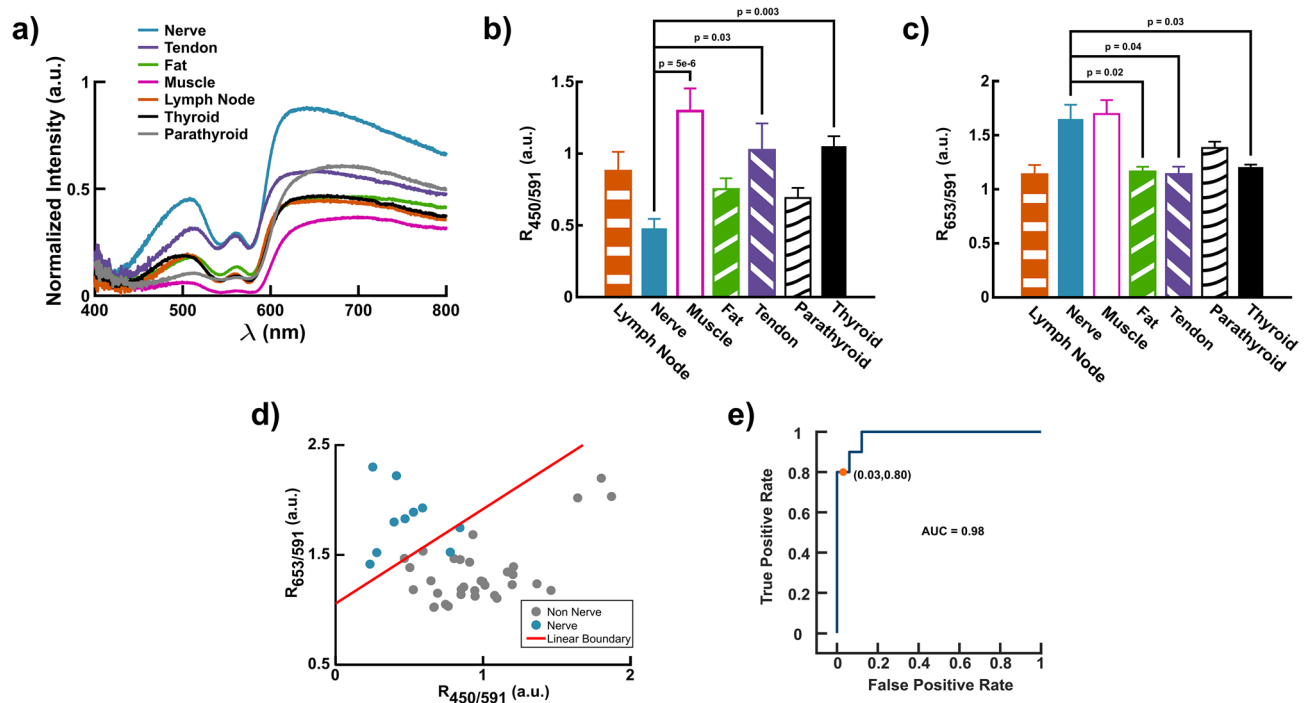 a)
Nerve
Tendon
Fat
Muscle
Lymph Node
Thyroid
Parathyroid
Normalized Intensity (a.u.)
1
0.5
0
400
500
600
700
800
λ (nm)
b)
p = 0.003
p = 0.03
p = 5e-6
R450/591 (a.u.)
1.5
1
0.5
0
Lymph Node
Nerve
Muscle
Fat
Tendon
Parathyroid
Thyroid
c)
p = 0.03
p = 0.04
p = 0.02
R653/591 (a.u.)
2
1.5
1
0.5
0
Lymph Node
Nerve
Muscle
Fat
Tendon
Parathyroid
Thyroid
d)
R653/591 (a.u.)
2.5
1.5
0.5
0
1
2
R450/591 (a.u.)
Non Nerve
Nerve
Linear Boundary
e)
True Positive Rate
1
0.8
0.6
0.4
0.2
0
(0.03,0.80)
AUC = 0.98
0
0.2
0.4
0.6
0.8
1
False Positive Rate